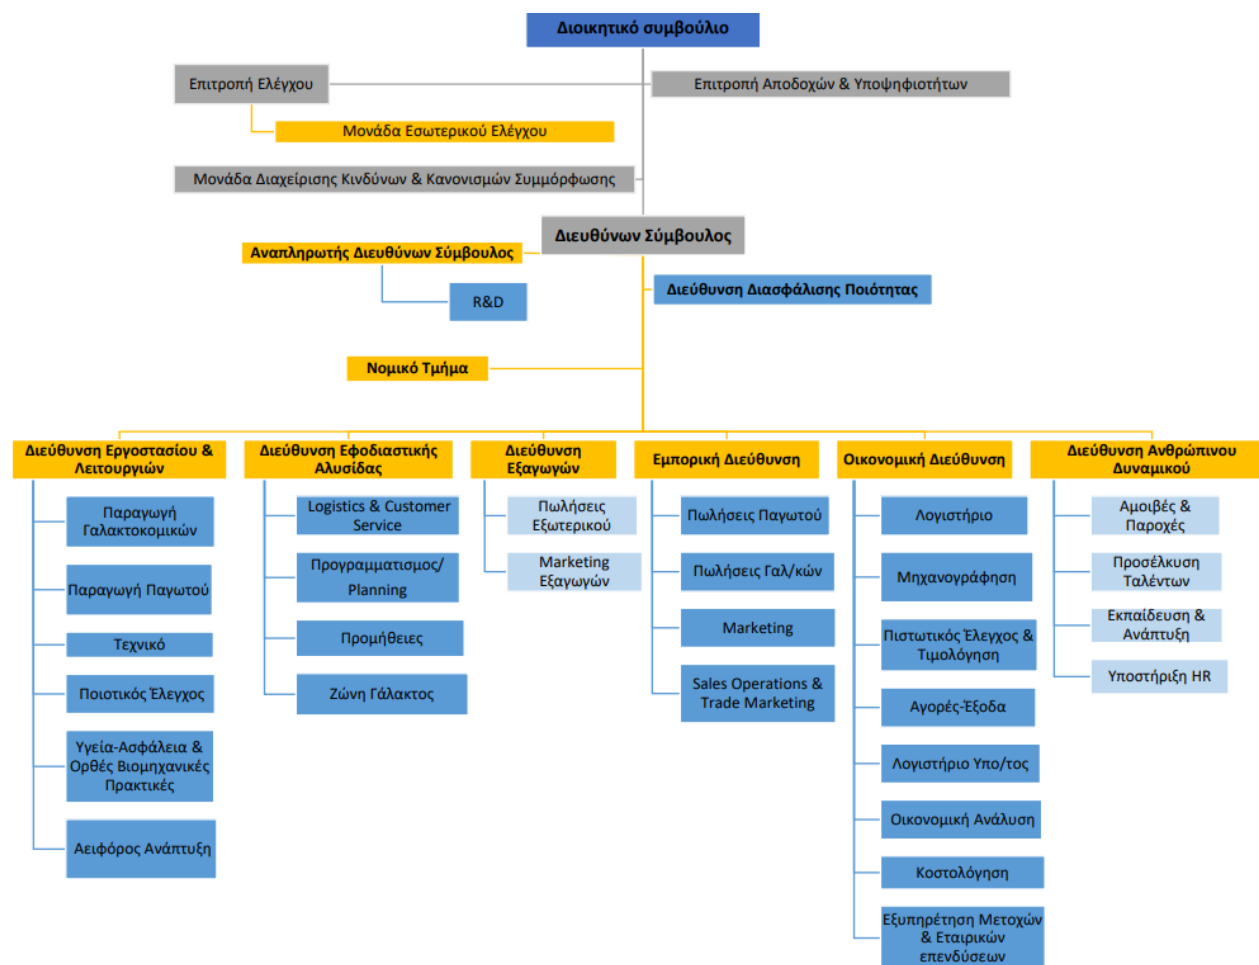 Διοικητικό συμβούλιο
Επιτροπή Ελέγχου
Επιτροπή Αποδοχών & Υποψηφιοτήτων
Μονάδα Εσωτερικού Ελέγχου
Μονάδα Διαχείρισης Κινδύνων & Κανονισμών Συμμόρφωσης
Διευθύνων Σύμβουλος
Αναπληρωτής Διευθύνων Σύμβουλος
R&D
Διεύθυνση Διασφάλισης Ποιότητας
Νομικό Τμήμα
Διεύθυνση Εργοστασίου &
Λειτουργιών
Παραγωγή
Γαλακτοκομικών
Παραγωγή Παγωτού
Τεχνικό
Ποιοτικός Έλεγχος
Υγεία-Ασφάλεια &
Ορθές Βιομηχανικές
Πρακτικές
Αειφόρος Ανάπτυξη
Διεύθυνση Εφοδιαστικής
Αλυσίδας
Logistics & Customer
Service
Προγραμματισμος/
Planning
Προμήθειες
Ζώνη Γάλακτος
Διεύθυνση
Εξαγωγών
Πωλήσεις
Εξωτερικού
Marketing
Εξαγωγών
Εμπορική Διεύθυνση
Πωλήσεις Παγωτού
Πωλήσεις Γαλ/κών
Marketing
Sales Operations &
Trade Marketing
Οικονομική Διεύθυνση
Λογιστήριο
Μηχανογράφηση
Πιστωτικός Έλεγχος &
Τιμολόγηση
Αγορές-Έξοδα
Λογιστήριο Υπο/τος
Οικονομική Ανάλυση
Κοστολόγηση
Εξυπηρέτηση Μετοχών
& Εταιρικών
επενδύσεων
Διεύθυνση Ανθρώπινου
Δυναμικού
Αμοιβές &
Παροχές
Προσέλκυση
Ταλέντων
Εκπαίδευση &
Ανάπτυξη
Υποστήριξη HR